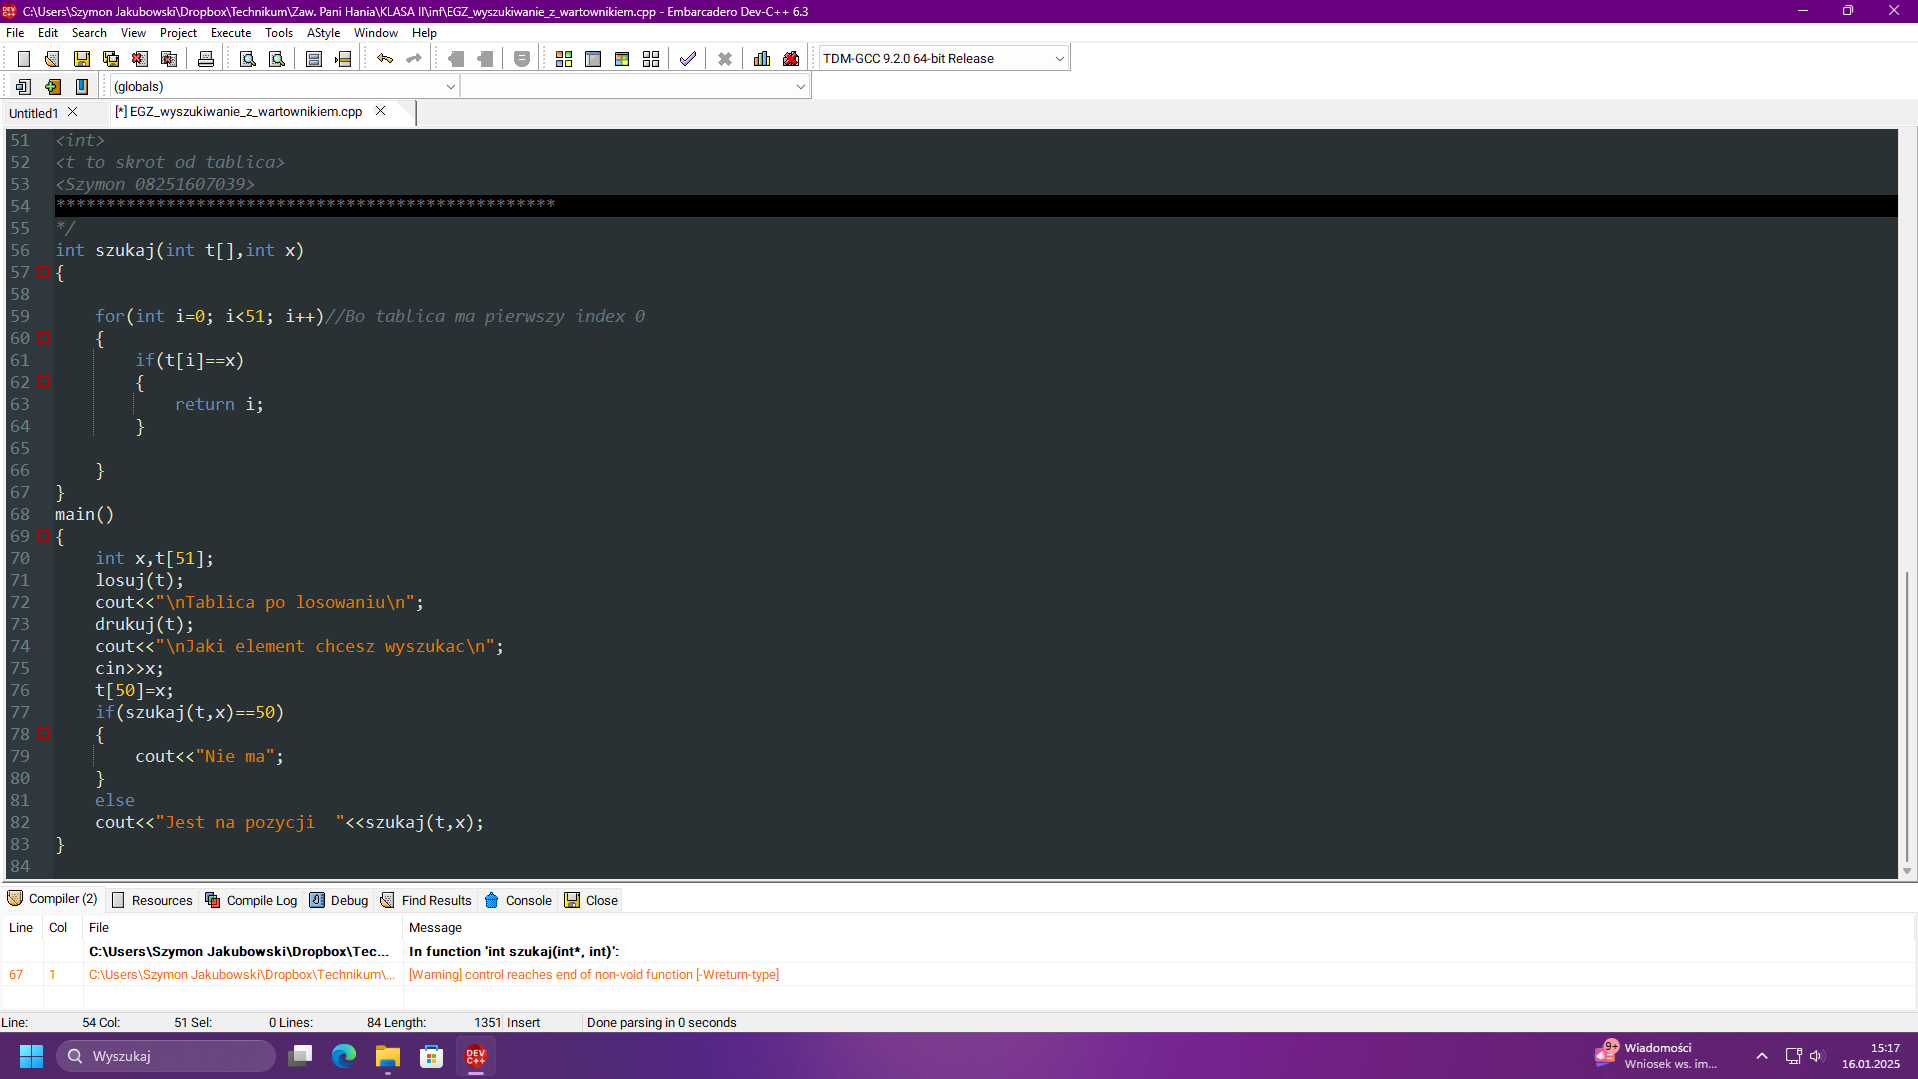 C:\Users\Szymon Jakubowski\Dropbox\Technikum\Zaw. Pani Hania\KLASA II\inf\EGZ_wyszukiwanie_z_wartownikiem.cpp - Embarcadero Dev-C++ 6.3
File Edit Search View Project Execute Tools AStyle Window Help
TDM-GCC 9.2.0 64-bit Release
(globals)
Untitled1 [*] EGZ_wyszukiwanie_z_wartownikiem.cpp
51 <int>
52 <t to skrot od tablica>
53 <Szymon 08251607039>
54 **************************************************
55 */
56 int szukaj(int t[],int x)
57 {
58
59 for(int i=0; i<51; i++)//Bo tablica ma pierwszy index 0
60 {
61 if(t[i]==x)
62 {
63 return i;
64 }
65
66 }
67 }
68 main()
69 {
70 int x,t[51];
71 losuj(t);
72 cout<<"\nTablica po losowaniu\n";
73 drukuj(t);
74 cout<<"\nJaki element chcesz wyszukac\n";
75 cin>>x;
76 t[50]=x;
77 if(szukaj(t,x)==50)
78 {
79 cout<<"Nie ma";
80 }
81 else
82 cout<<"Jest na pozycji  "<<szukaj(t,x);
83 }
84
Compiler (2) Resources Compile Log Debug Find Results Console Close
Line Col File Message
C:\Users\Szymon Jakubowski\Dropbox\Tec... In function 'int szukaj(int*, int)':
67 1 C:\Users\Szymon Jakubowski\Dropbox\Technikum\... [Warning] control reaches end of non-void function [-Wreturn-type]
Line: 54 Col: 51 Sel: 0 Lines: 84 Length: 1351 Insert Done parsing in 0 seconds
Wyszukaj
DEV C++
9+
Wiadomości
Wniosek ws. im...
15:17
16.01.2025